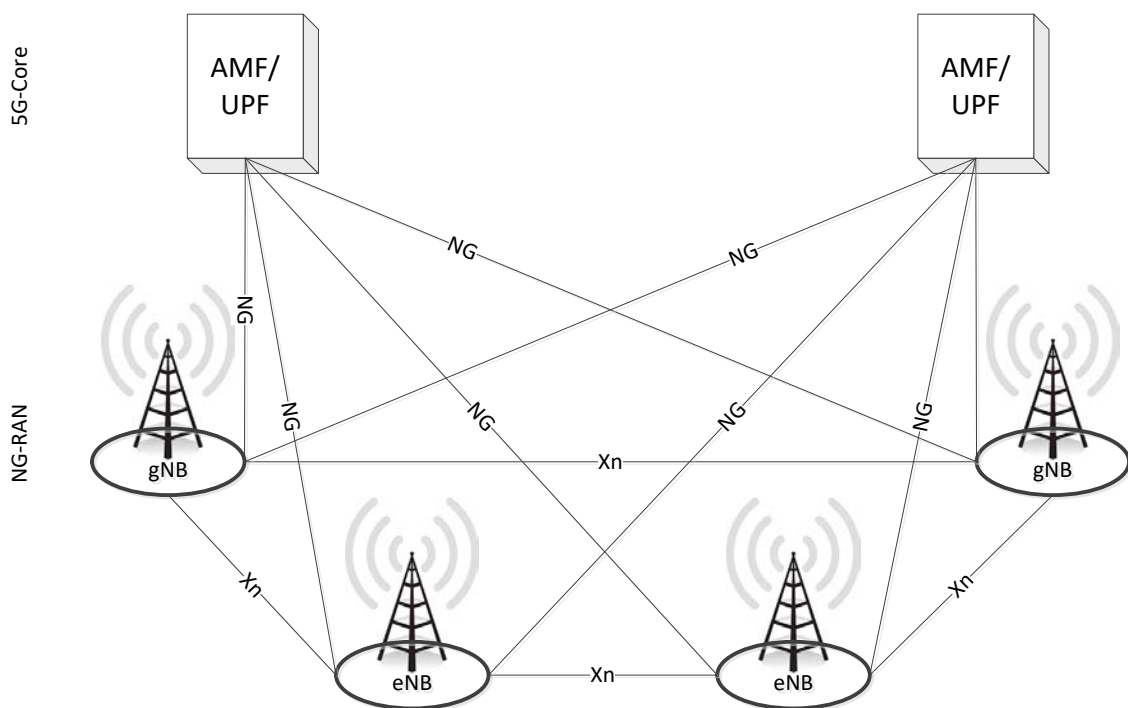 5G-Core
AMF/
UPF
AMF/
UPF
NG
NG
NG
NG-RAN
NG
NG
NG
NG
gNB
Xn
gNB
Xn
Xn
eNB
Xn
eNB